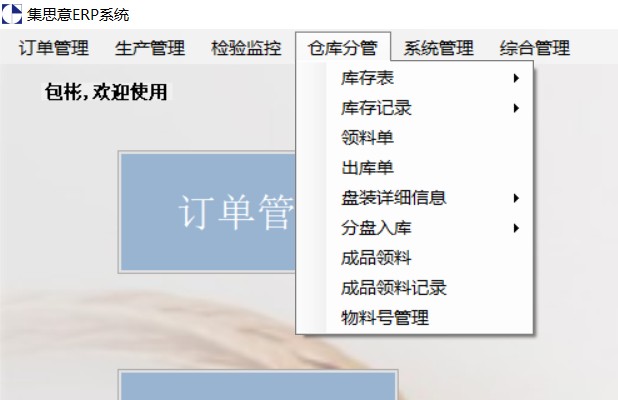 集思意ERP系统
订单管理 生产管理 检验监控 仓库分管 系统管理 综合管理
包彬,欢迎使用
库存表
库存记录
领料单
出库单
盘装详细信息
分盘入库
成品领料
成品领料记录
物料号管理
订单管